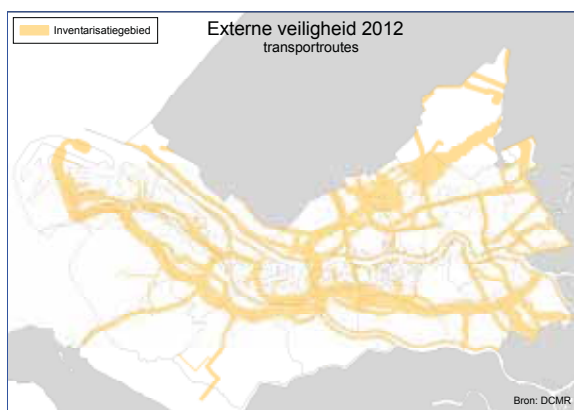 Inventarisatiegebied
Externe veiligheid 2012
transportroutes
Bron: DCMR